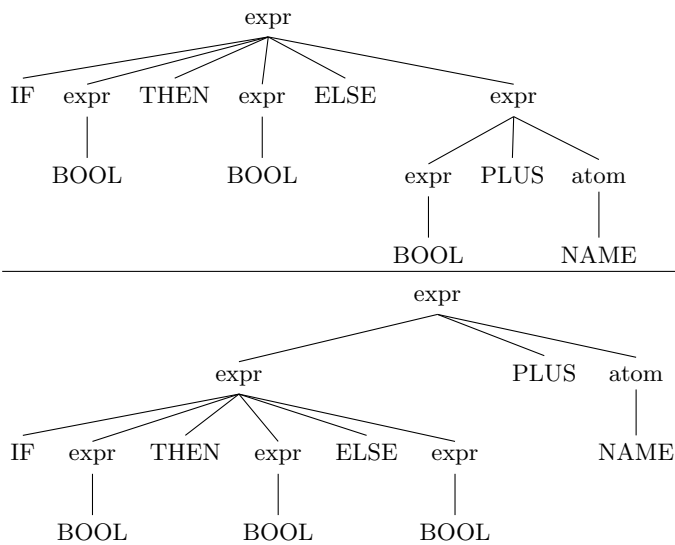 expr
IF expr THEN expr ELSE expr
BOOL BOOL expr PLUS atom
BOOL NAME
expr
expr PLUS atom
IF expr THEN expr ELSE expr NAME
BOOL BOOL BOOL